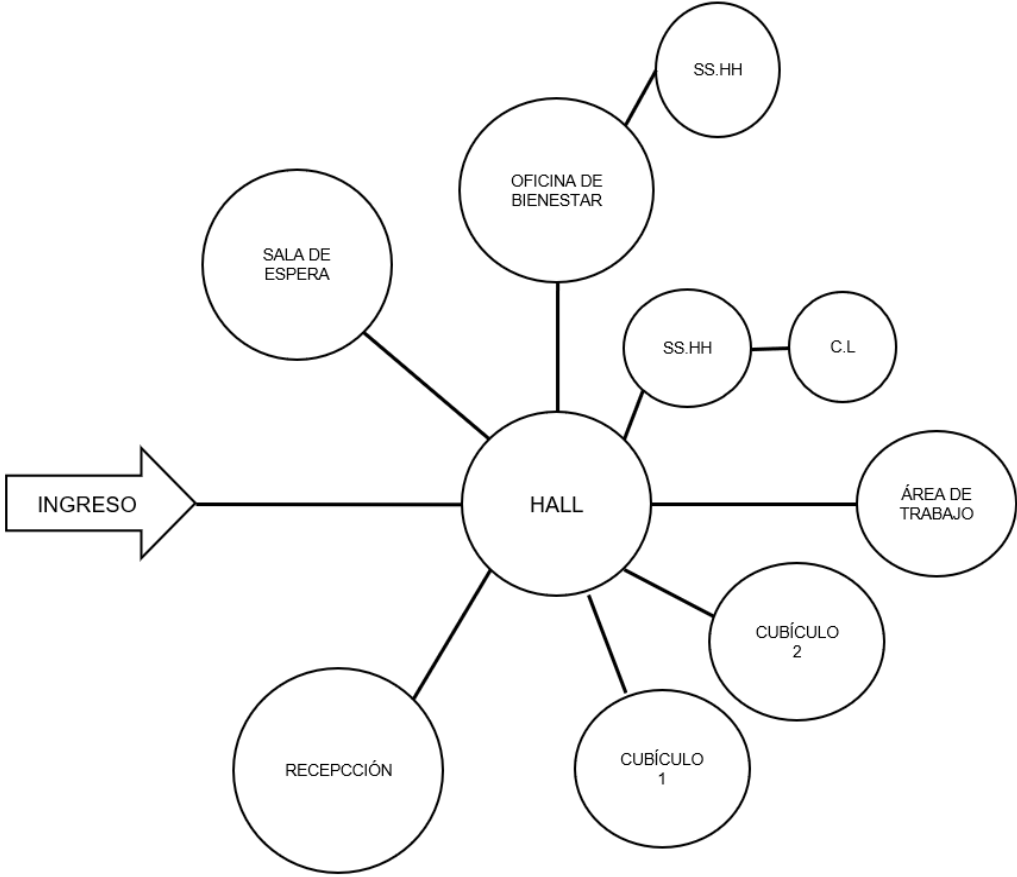 SS.HH
OFICINA DE
BIENESTAR
SALA DE
ESPERA
SS.HH
C.L
INGRESO
HALL
ÁREA DE
TRABAJO
CUBÍCULO
2
RECEPCCIÓN
CUBÍCULO
1